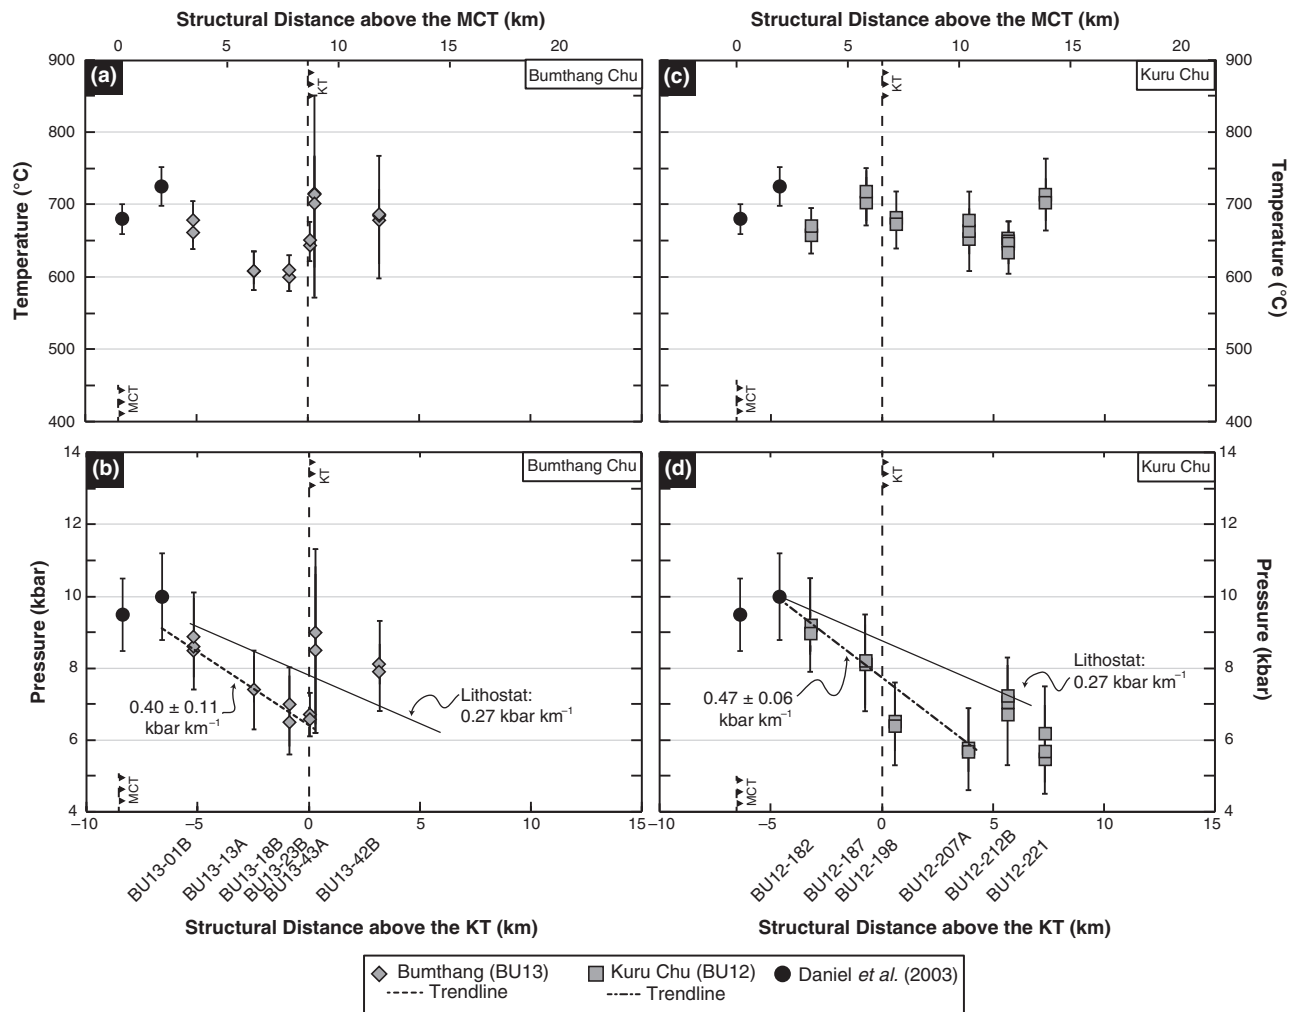 Structural Distance above the MCT (km)
Structural Distance above the MCT (km)
0 5 10 15 20
0 5 10 15 20
(a)
Bumthang Chu
KT
MCT
900
800
700
600
500
400
Temperature (°C)
(c)
Kuru Chu
KT
MCT
900
800
700
600
500
400
Temperature (°C)
(b)
Bumthang Chu
KT
MCT
14
12
10
8
6
4
Pressure (kbar)
0.40 ± 0.11
kbar km⁻¹
Lithostat:
0.27 kbar km⁻¹
−10 −5 0 5 10 15
BU13-01B
BU13-13A
BU13-18B
BU13-23B
BU13-43A
BU13-42B
Structural Distance above the KT (km)
(d)
Kuru Chu
KT
MCT
14
12
10
8
6
4
Pressure (kbar)
0.47 ± 0.06
kbar km⁻¹
Lithostat:
0.27 kbar km⁻¹
−10 −5 0 5 10 15
BU12-182
BU12-187
BU12-198
BU12-207A
BU12-212B
BU12-221
Structural Distance above the KT (km)
Bumthang (BU13) Kuru Chu (BU12) Daniel et al. (2003)
Trendline Trendline